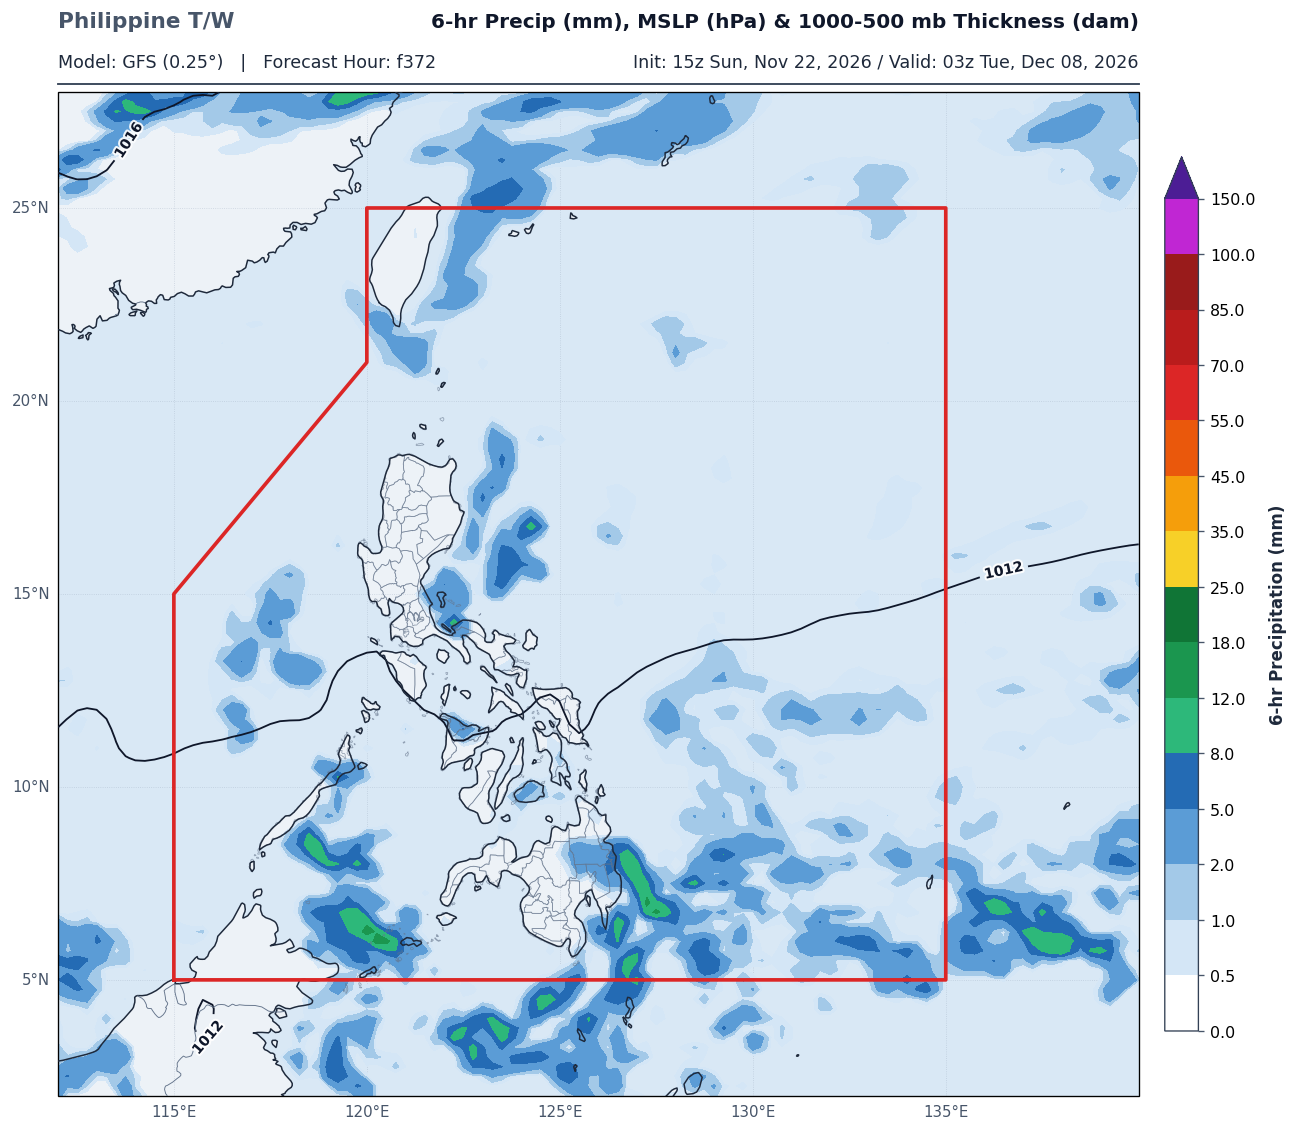 Philippine T/W
6-hr Precip (mm), MSLP (hPa) & 1000-500 mb Thickness (dam)
Model: GFS (0.25°) | Forecast Hour: f372
Init: 15z Sun, Nov 22, 2026 / Valid: 03z Tue, Dec 08, 2026
1016
1012
1012
25°N
20°N
15°N
10°N
5°N
115°E
120°E
125°E
130°E
135°E
150.0
100.0
85.0
70.0
55.0
45.0
35.0
25.0
18.0
12.0
8.0
5.0
2.0
1.0
0.5
0.0
6-hr Precipitation (mm)